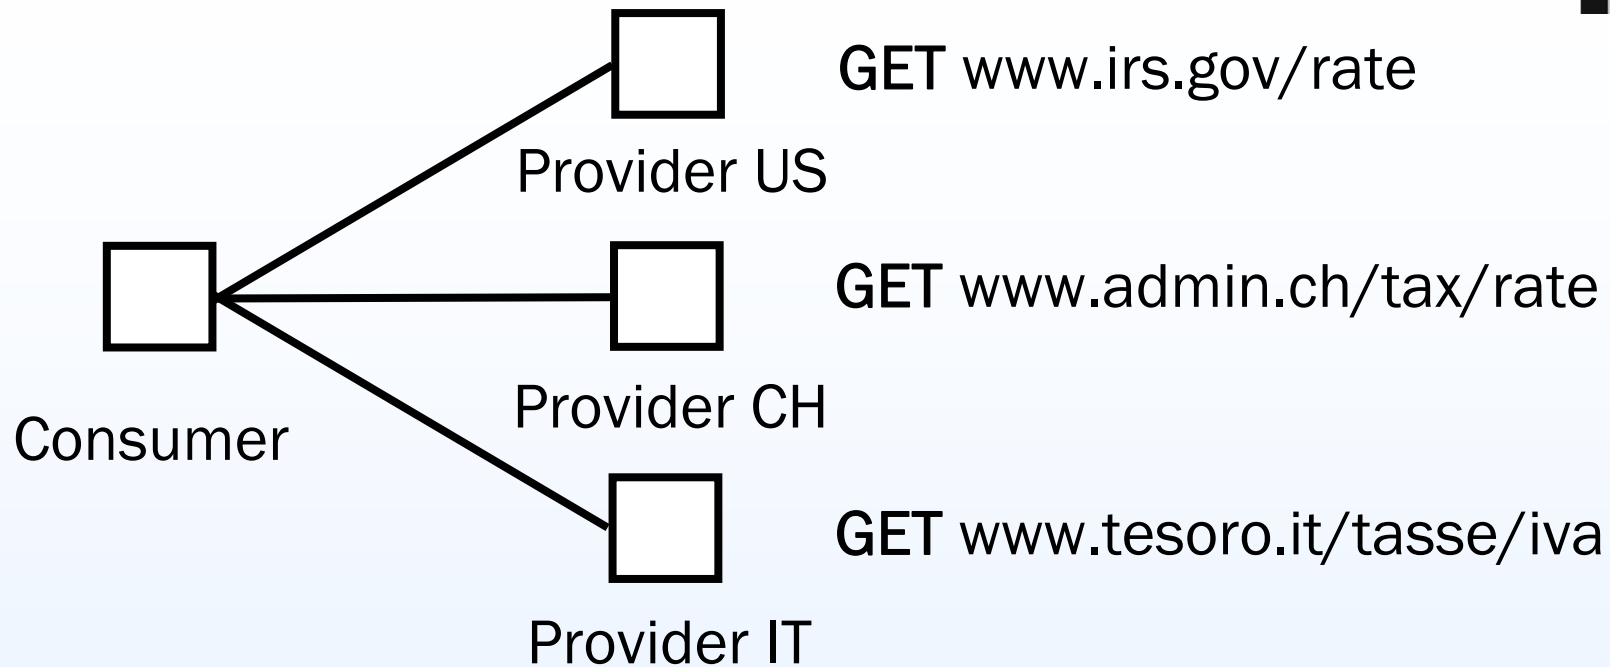 GET www.irs.gov/rate
Provider US
GET www.admin.ch/tax/rate
Provider CH
Consumer
GET www.tesoro.it/tasse/iva
Provider IT